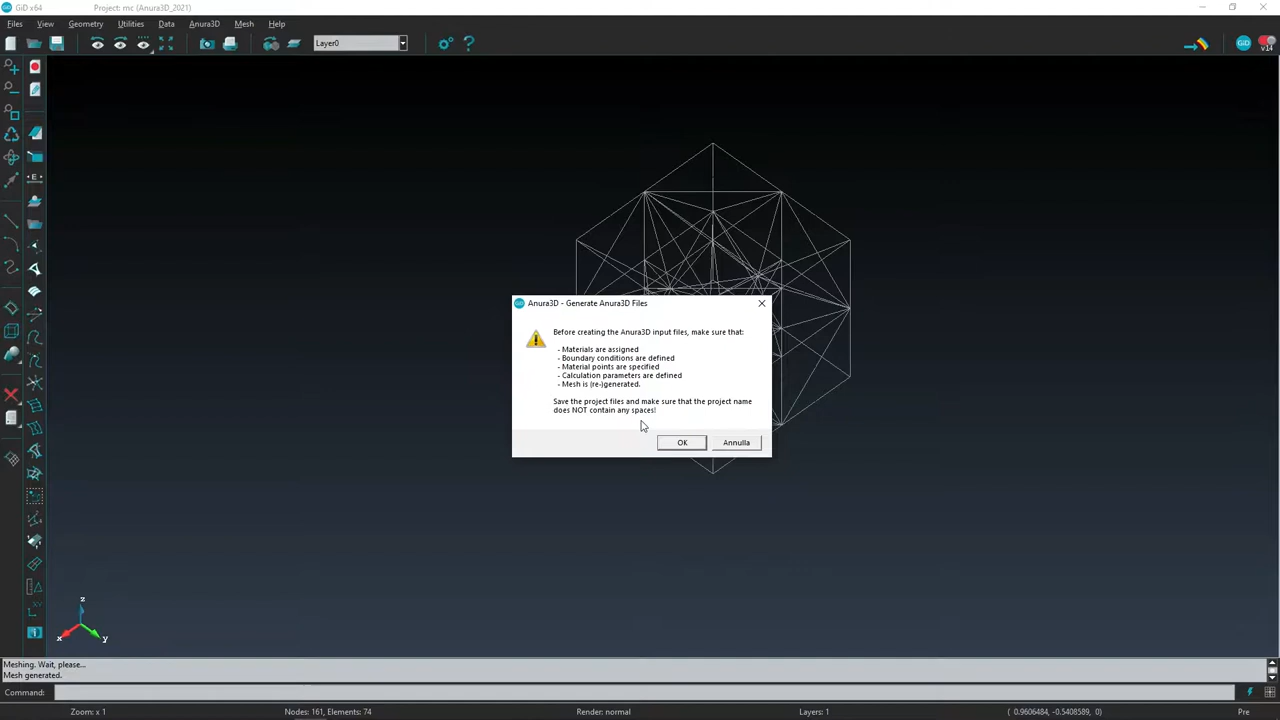 GiD x64 Project: mc (Anura3D_2021)
Files View Geometry Utilities Data Anura3D Mesh Help
Layer0
GiD v14
E
Anura3D - Generate Anura3D Files
Before creating the Anura3D input files, make sure that:
- Materials are assigned
- Boundary conditions are defined
- Material points are specified
- Calculation parameters are defined
- Mesh is (re-)generated.
Save the project files and make sure that the project name
does NOT contain any spaces!
OK Annulla
z
x y
Meshing. Wait, please...
Mesh generated.
Command:
Zoom: x 1 Nodes: 161, Elements: 74 Render: normal Layers: 1 ( 0.9606484, -0.5408589, 0) Pre